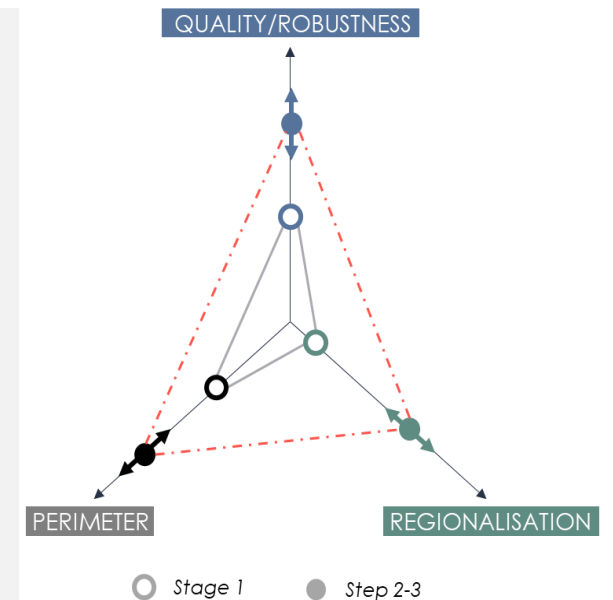 QUALITY/ROBUSTNESS
PERIMETER
REGIONALISATION
Stage 1
Step 2-3